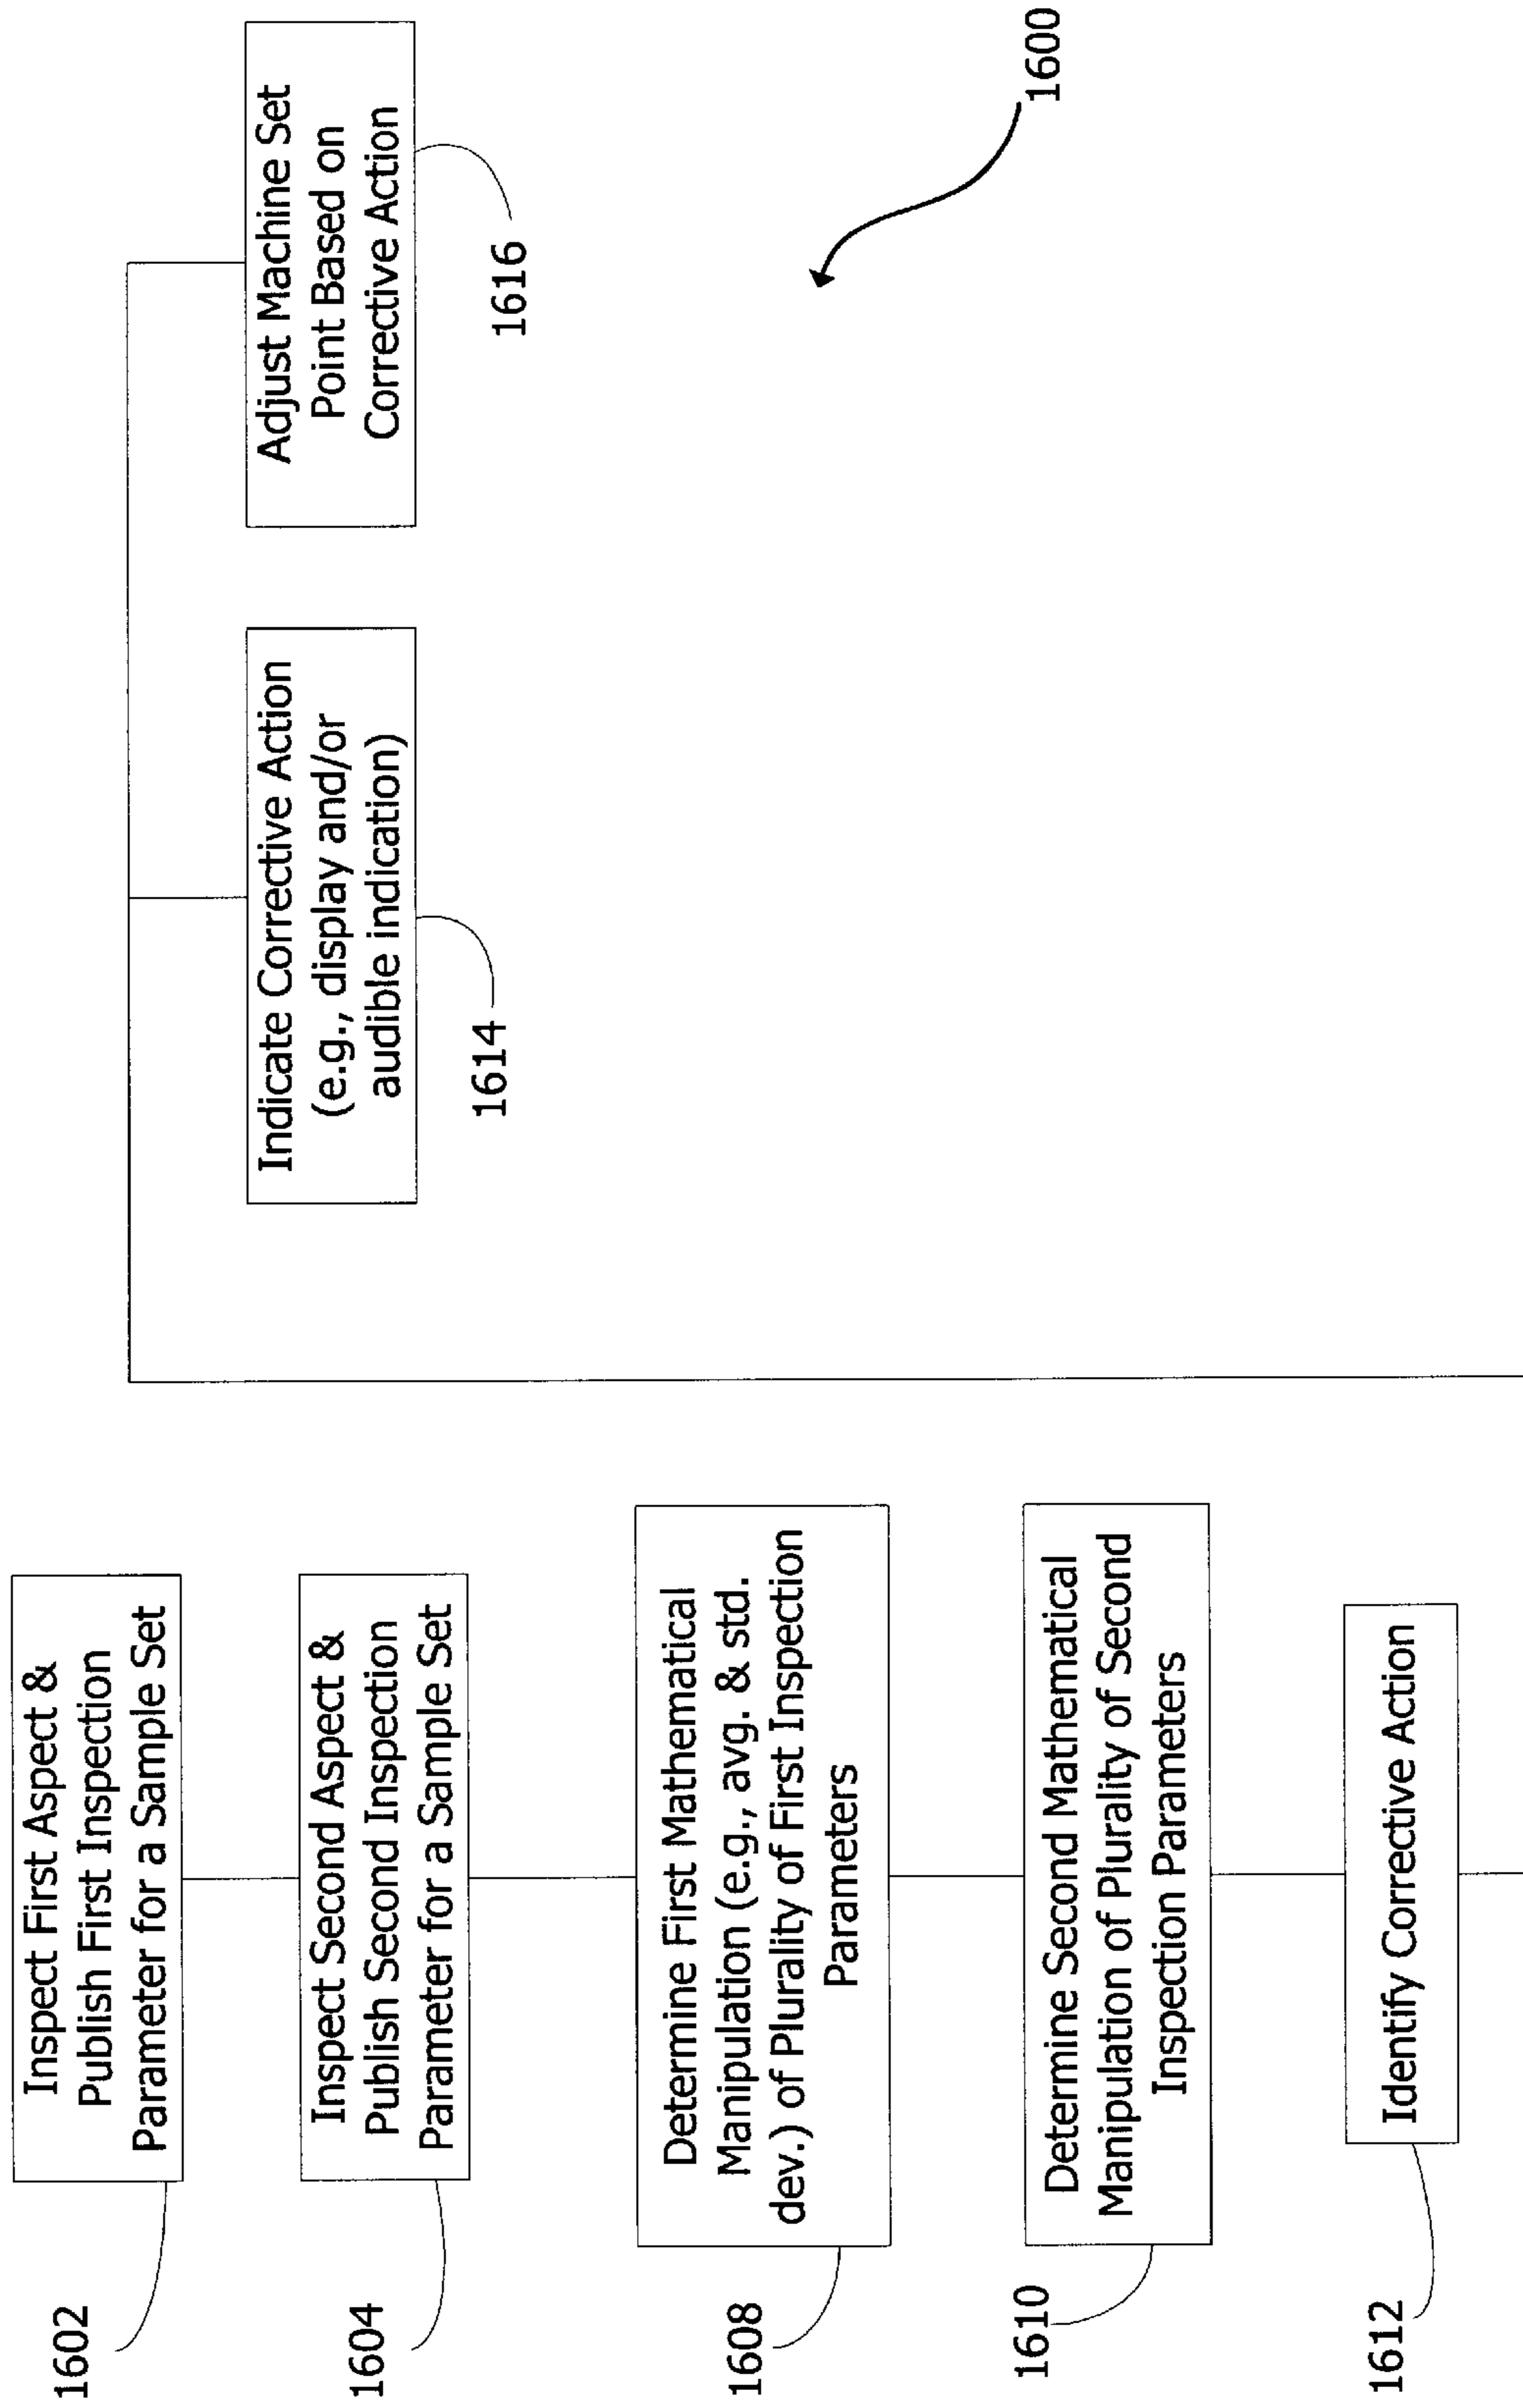 1602
Inspect First Aspect &
Publish First Inspection
Parameter for a Sample Set
1604
Inspect Second Aspect &
Publish Second Inspection
Parameter for a Sample Set
1608
Determine First Mathematical
Manipulation (e.g., avg. & std.
dev.) of Plurality of First Inspection
Parameters
1610
Determine Second Mathematical
Manipulation of Plurality of Second
Inspection Parameters
1612
Identify Corrective Action
Indicate Corrective Action
(e.g., display and/or
audible indication)
1614
Adjust Machine Set
Point Based on
Corrective Action
1616
1600